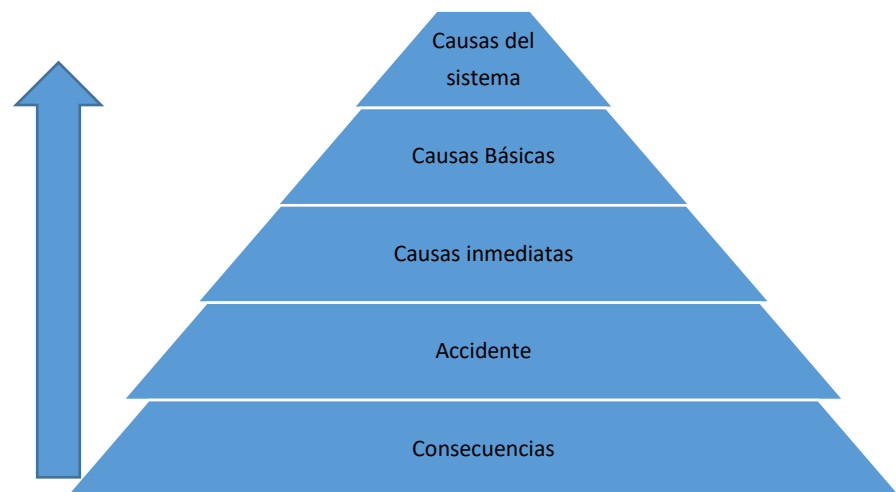 Causas del
sistema
Causas Básicas
Causas inmediatas
Accidente
Consecuencias